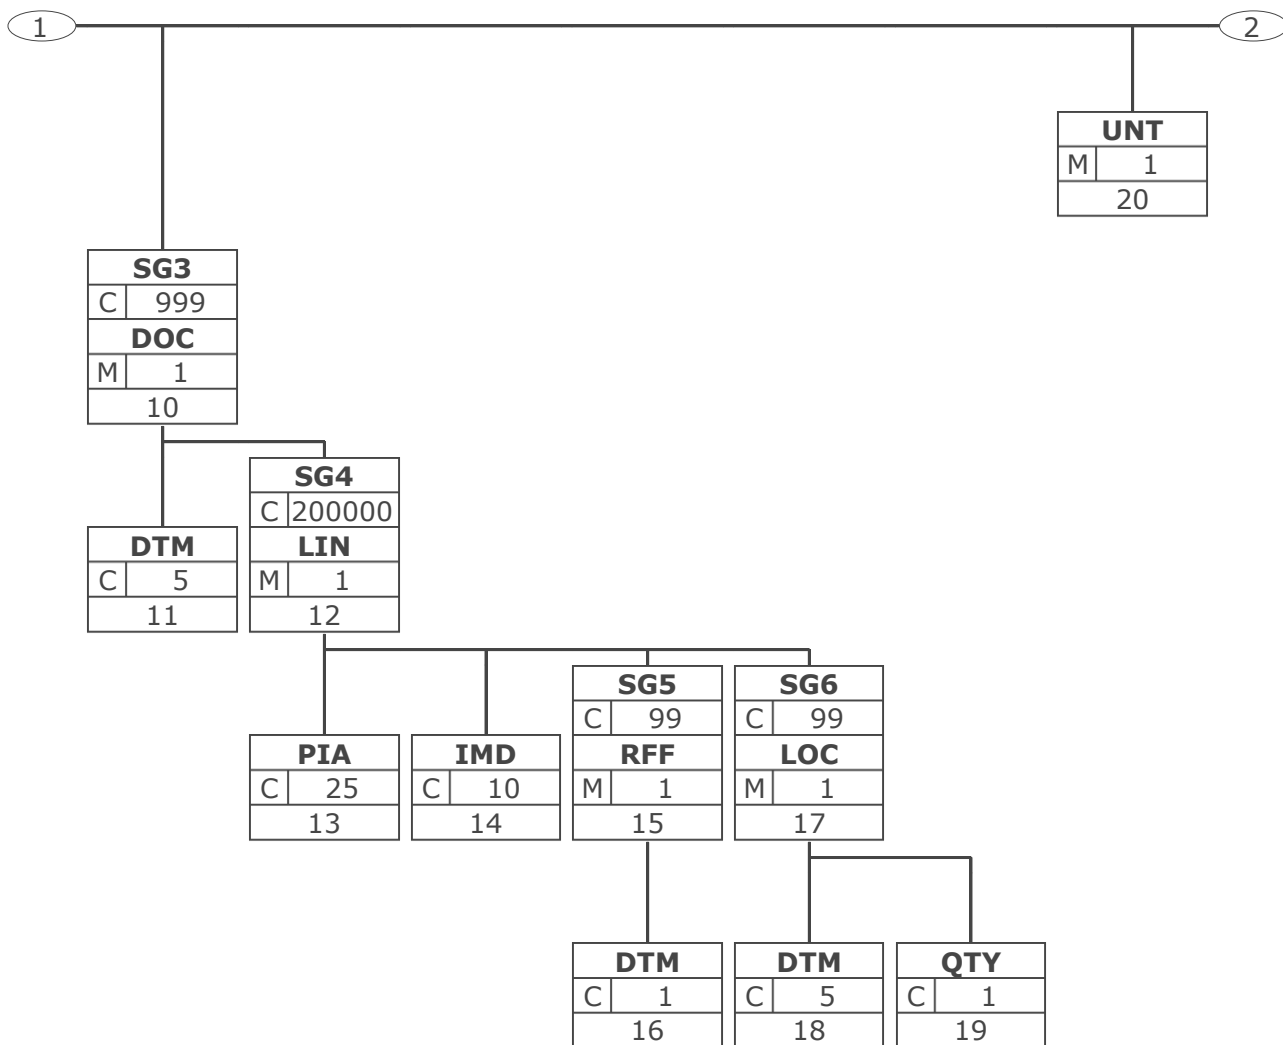 1
2
UNT
M 1
20
SG3
C 999
DOC
M 1
10
SG4
C 200000
LIN
M 1
12
DTM
C 5
11
SG5
C 99
RFF
M 1
15
SG6
C 99
LOC
M 1
17
PIA
C 25
13
IMD
C 10
14
DTM
C 1
16
DTM
C 5
18
QTY
C 1
19